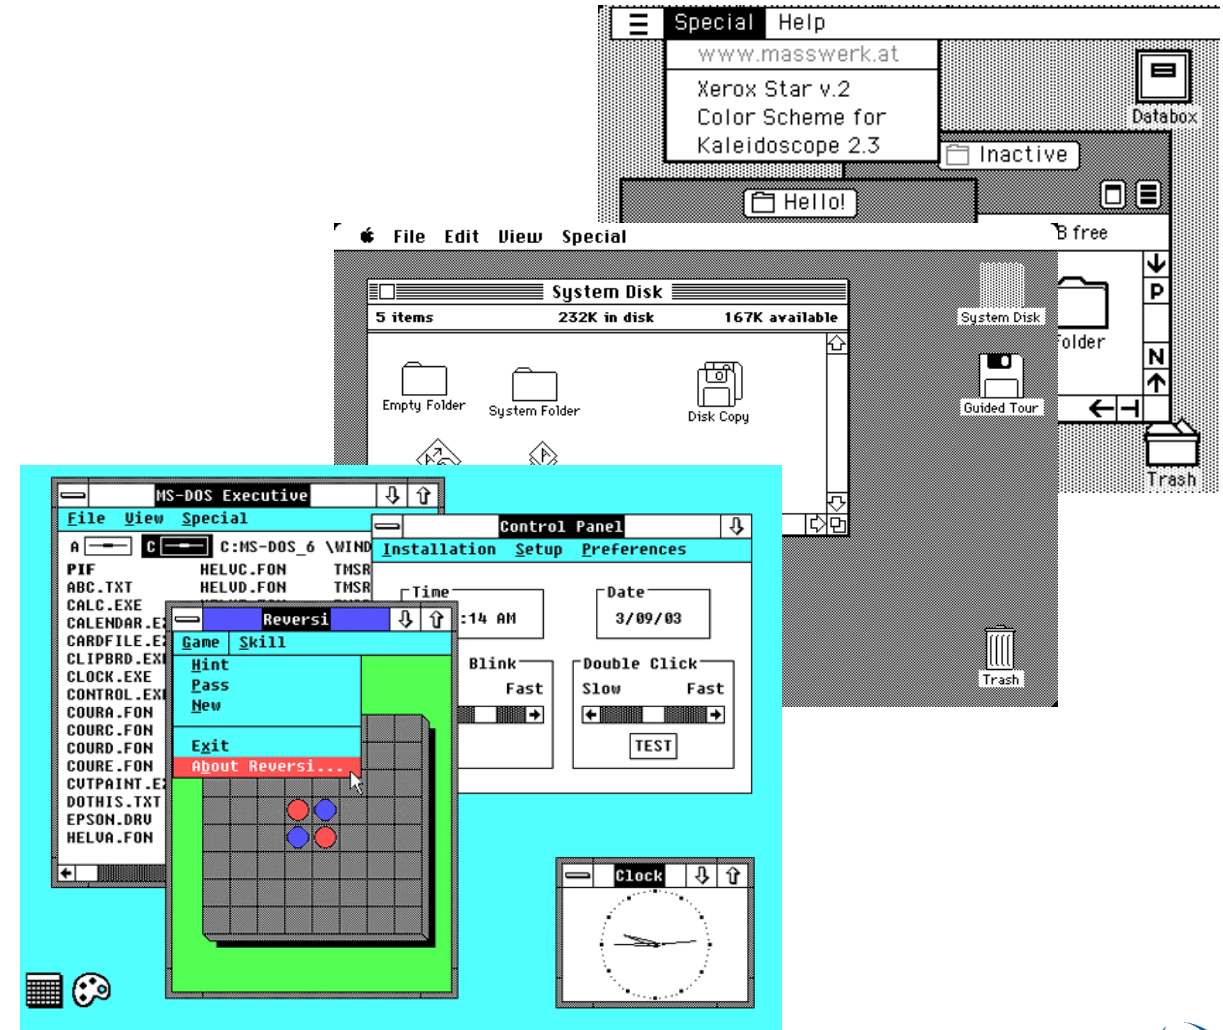 Special Help
www.masswerk.at
Xerox Star v.2
Color Scheme for
Kaleidoscope 2.3
Databox
Inactive
Hello!
B free
P
Folder
N
Trash
File Edit View Special
System Disk
5 items 232K in disk 167K available
Empty Folder
System Folder
Disk Copy
System Disk
Guided Tour
Trash
MS-DOS Executive
File View Special
A C C:MS-DOS_6 \WIND
PIF HELVC.FON TMSR
ABC.TXT HELVD.FON TMSR
CALC.EXE
CALENDAR.E
CARDFILE.E
CLIPBRD.EX
CLOCK.EXE
CONTROL.EX
COURA.FON
COURC.FON
COURD.FON
COURE.FON
CVTPAINT.E
DOTHIS.TXT
EPSON.DRV
HELVA.FON
Control Panel
Installation Setup Preferences
Time Date
:14 AM 3/09/03
Blink Double Click
Fast Slow Fast
TEST
Reversi
Game Skill
Hint
Pass
New
Exit
About Reversi...
Clock